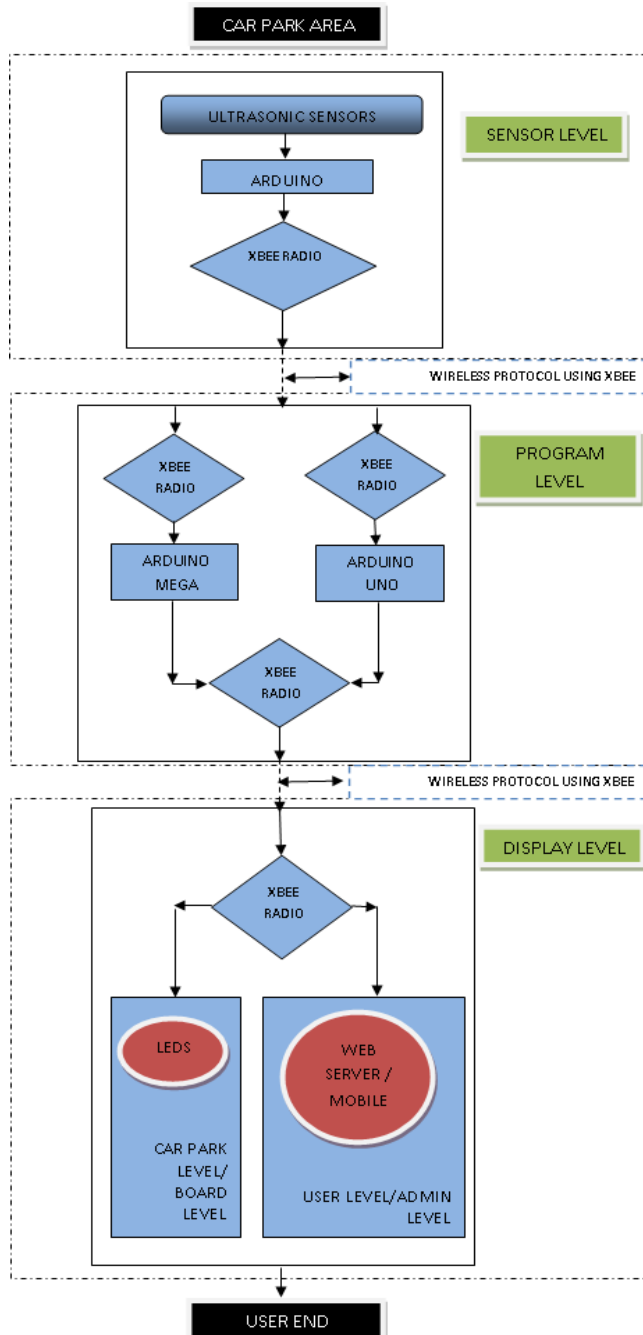 CAR PARK AREA
ULTRASONIC SENSORS
SENSOR LEVEL
ARDUINO
XBEE RADIO
WIRELESS PROTOCOL USING XBEE
PROGRAM
LEVEL
XBEE
RADIO
XBEE
RADIO
ARDUINO
MEGA
ARDUINO
UNO
XBEE
RADIO
WIRELESS PROTOCOL USING XBEE
DISPLAY LEVEL
XBEE
RADIO
LEDS
CAR PARK
LEVEL/
BOARD
LEVEL
WEB
SERVER /
MOBILE
USER LEVEL/ADMIN
LEVEL
USER END